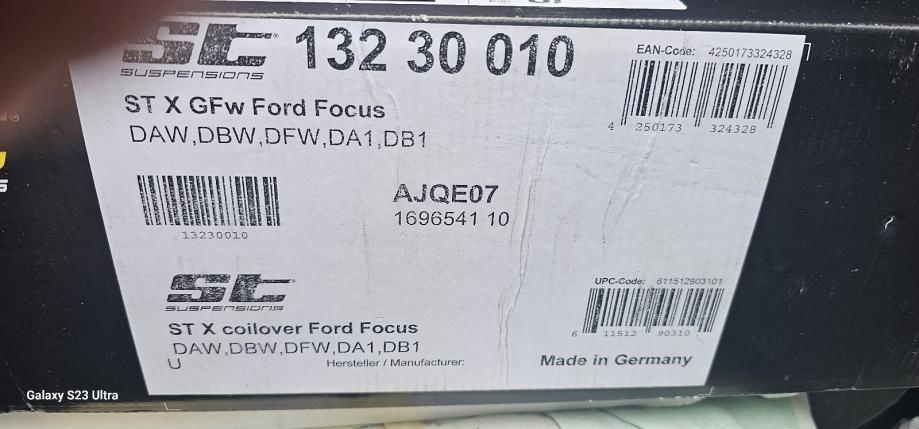 ST® 132 30 010
SUSPENSIONS
EAN-Code: 4250173324328
4 250173 324328
ST X GFw Ford Focus
DAW,DBW,DFW,DA1,DB1
13230010
AJQE07
1696541 10
ST®
SUSPENSIONS
ST X coilover Ford Focus
DAW,DBW,DFW,DA1,DB1
U
Hersteller / Manufacturer:
UPC-Code: 611512903101
6 11512 90310
Made in Germany
Galaxy S23 Ultra